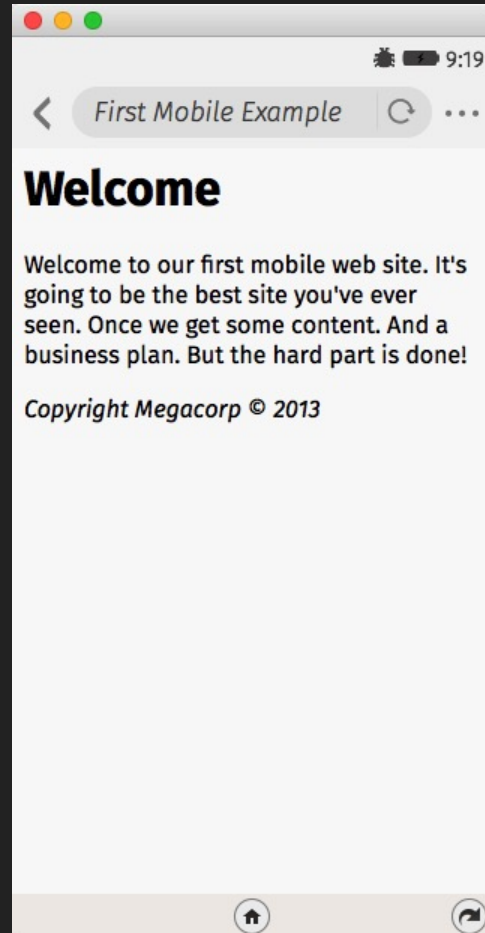 9:19
First Mobile Example
Welcome
Welcome to our first mobile web site. It's
going to be the best site you've ever
seen. Once we get some content. And a
business plan. But the hard part is done!
Copyright Megacorp © 2013